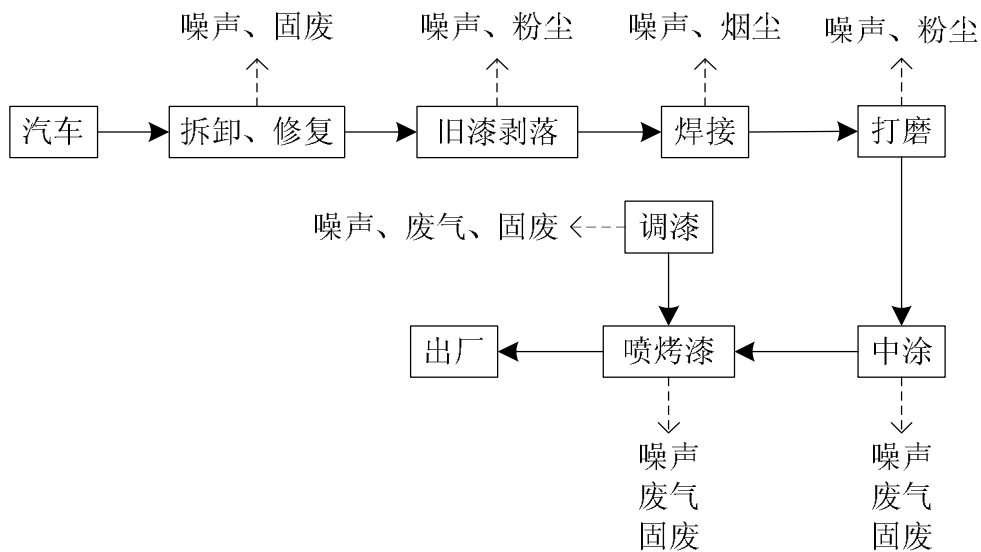 噪声、固废
噪声、粉尘
噪声、烟尘
噪声、粉尘
汽车
拆卸、修复
旧漆剥落
焊接
打磨
噪声、废气、固废
调漆
出厂
喷烤漆
中涂
噪声
废气
固废
噪声
废气
固废